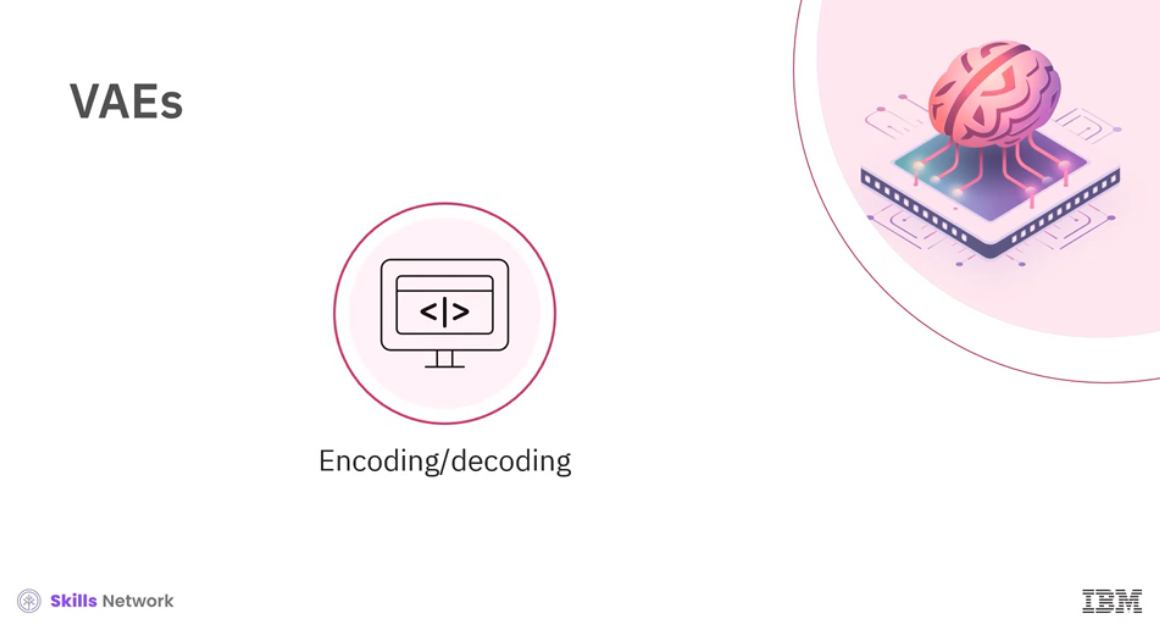 VAEs
<|>
Encoding/decoding
Skills Network
IBM